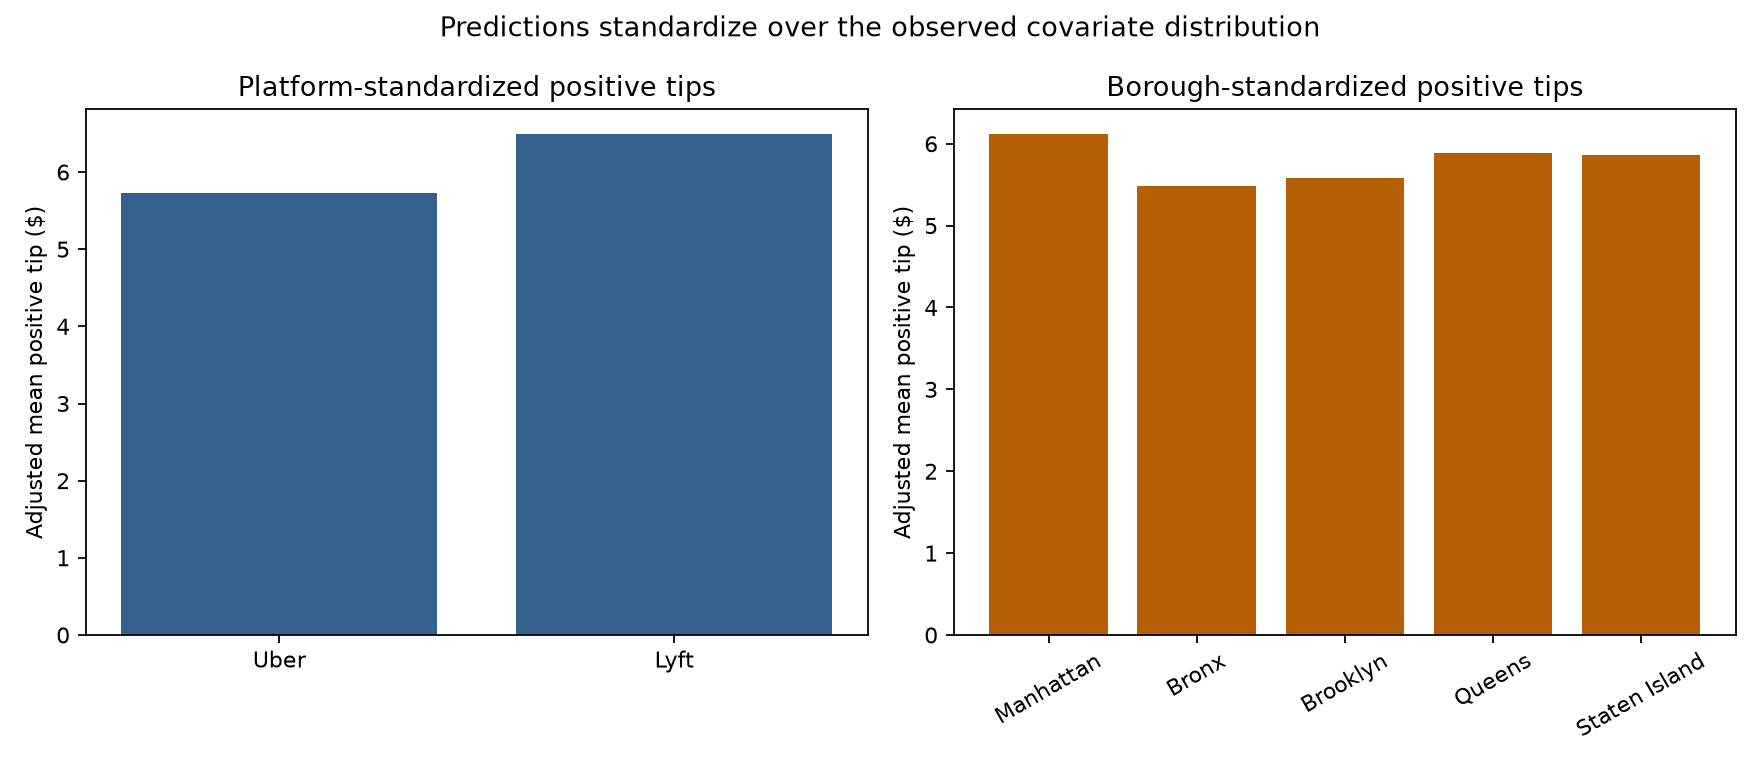 Predictions standardize over the observed covariate distribution
Platform-standardized positive tips
Adjusted mean positive tip ($)
6
5
4
3
2
1
0
Uber
Lyft
Borough-standardized positive tips
Adjusted mean positive tip ($)
6
5
4
3
2
1
0
Manhattan
Bronx
Brooklyn
Queens
Staten Island